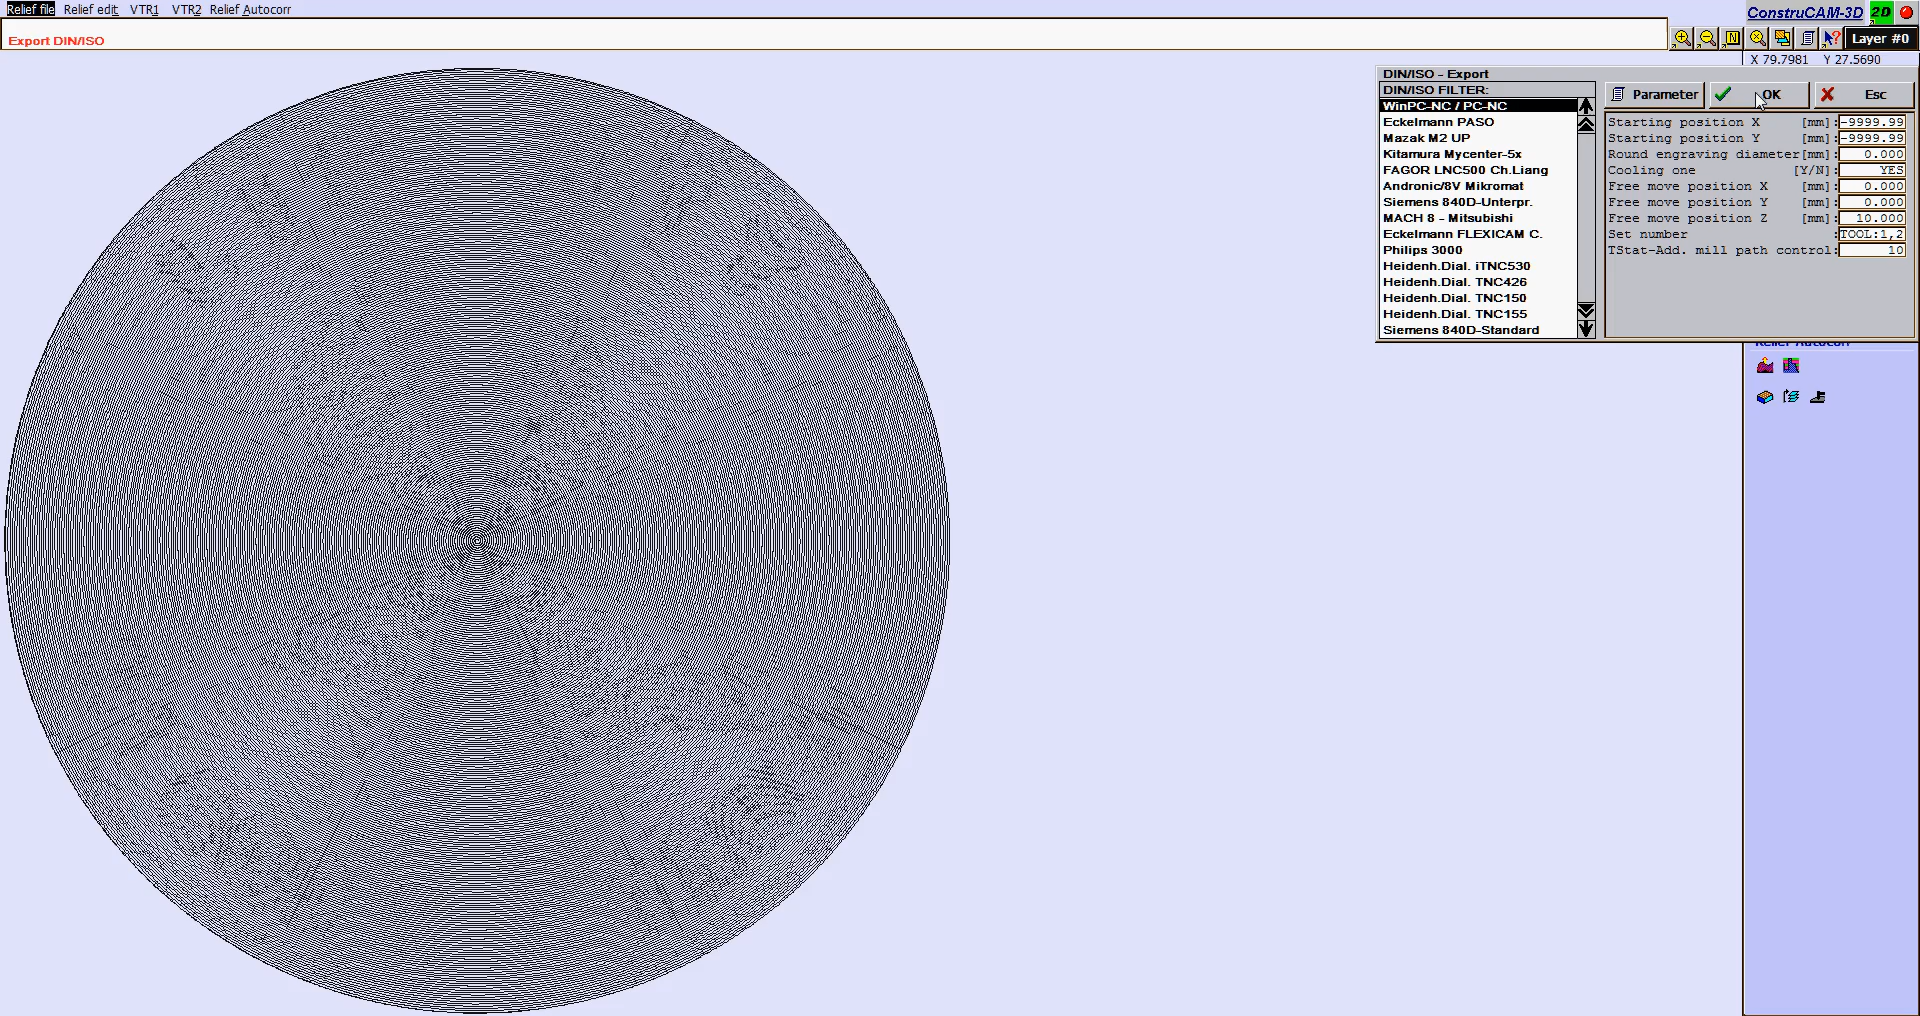 Relief file Relief edit VTR1 VTR2 Relief Autocorr
ConstruCAM-3D 2D
Export DIN/ISO
N
? Layer #0
X 79.7981 Y 27.5690
DIN/ISO - Export
DIN/ISO FILTER:
WinPC-NC / PC-NC
Eckelmann PASO
Mazak M2 UP
Kitamura Mycenter-5x
FAGOR LNC500 Ch.Liang
Andronic/8V Mikromat
Siemens 840D-Unterpr.
MACH 8 - Mitsubishi
Eckelmann FLEXICAM C.
Philips 3000
Heidenh.Dial. iTNC530
Heidenh.Dial. TNC426
Heidenh.Dial. TNC150
Heidenh.Dial. TNC155
Siemens 840D-Standard
Parameter OK Esc
Starting position X [mm]:-9999.99
Starting position Y [mm]:-9999.99
Round engraving diameter[mm]: 0.000
Cooling one [Y/N]: YES
Free move position X [mm]: 0.000
Free move position Y [mm]: 0.000
Free move position Z [mm]: 10.000
Set number :TOOL:1,2
TStat-Add. mill path control: 10
Relief Autocorr